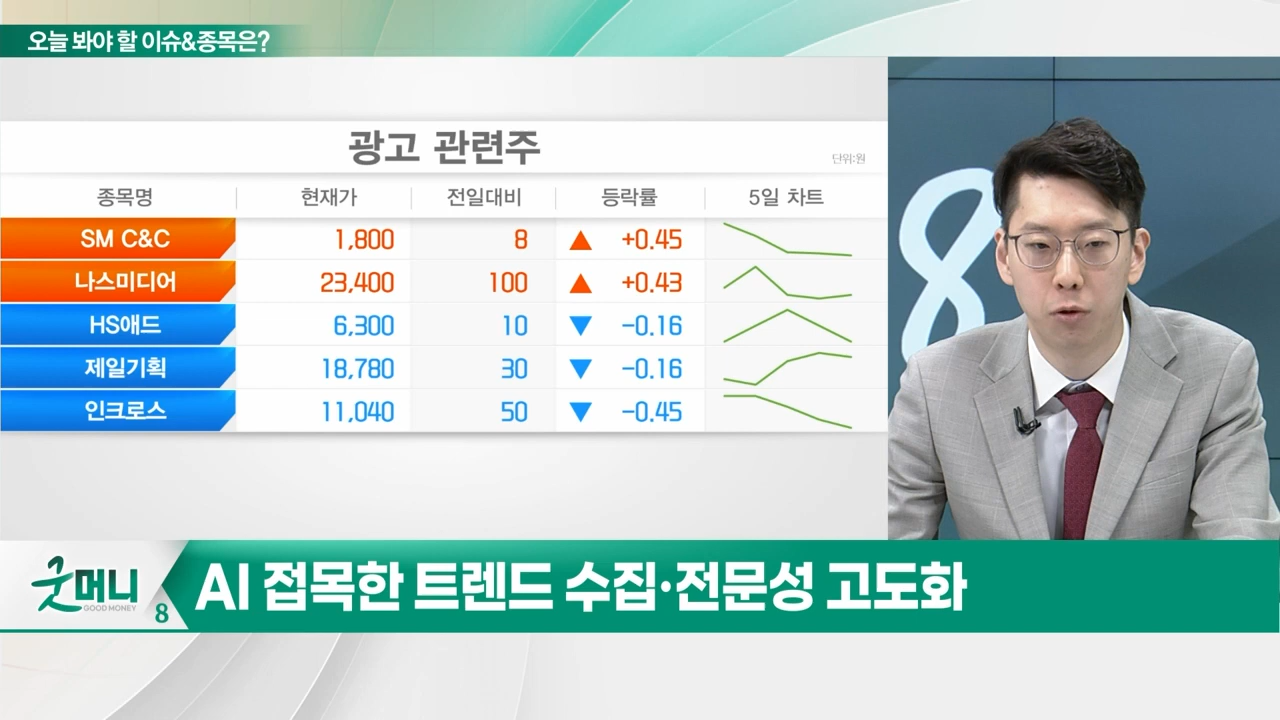 오늘 봐야 할 이슈&종목은?
광고 관련주
단위:원
종목명 현재가 전일대비 등락률 5일 차트
SM C&C 1,800 8 ▲ +0.45
나스미디어 23,400 100 ▲ +0.43
HS애드 6,300 10 ▼ -0.16
제일기획 18,780 30 ▼ -0.16
인크로스 11,040 50 ▼ -0.45
8
굿머니
GOOD MONEY
8
AI 접목한 트렌드 수집·전문성 고도화